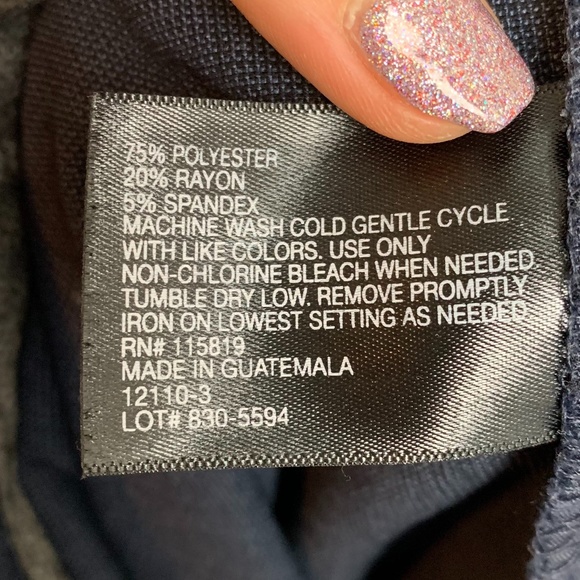 75% POLYESTER
20% RAYON
5% SPANDEX
MACHINE WASH COLD GENTLE CYCLE
WITH LIKE COLORS. USE ONLY
NON-CHLORINE BLEACH WHEN NEEDED.
TUMBLE DRY LOW. REMOVE PROMPTLY
IRON ON LOWEST SETTING AS NEEDED.
RN# 115819
MADE IN GUATEMALA
12110-3
LOT# 830-5594